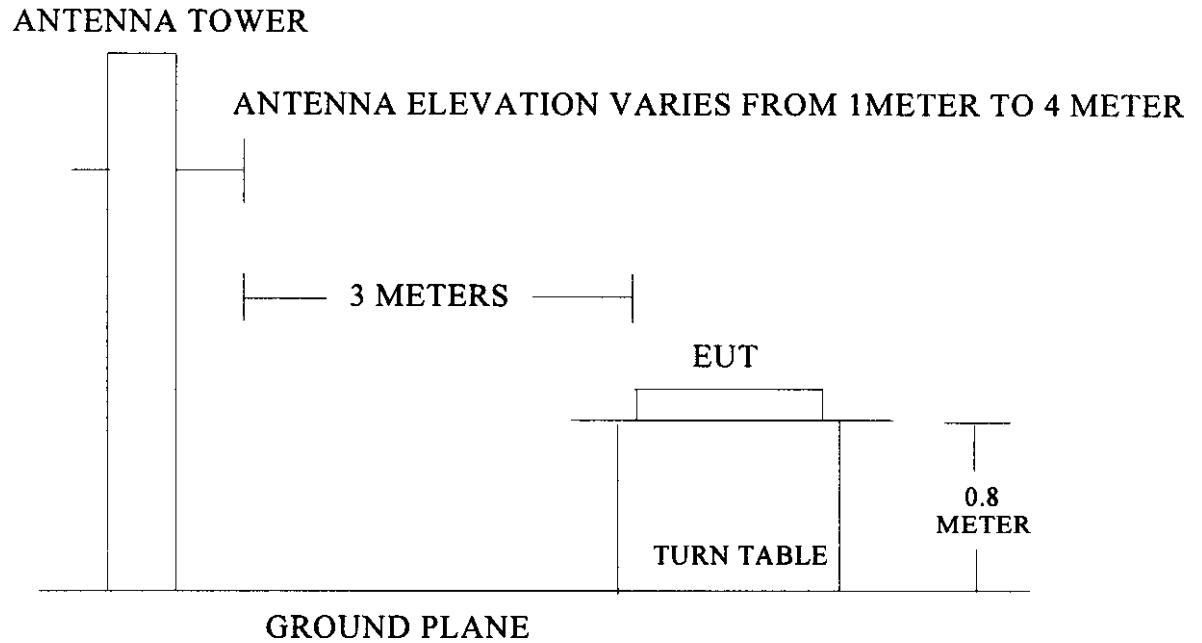 ANTENNA TOWER
ANTENNA ELEVATION VARIES FROM 1METER TO 4 METER
3 METERS
EUT
0.8
METER
TURN TABLE
GROUND PLANE